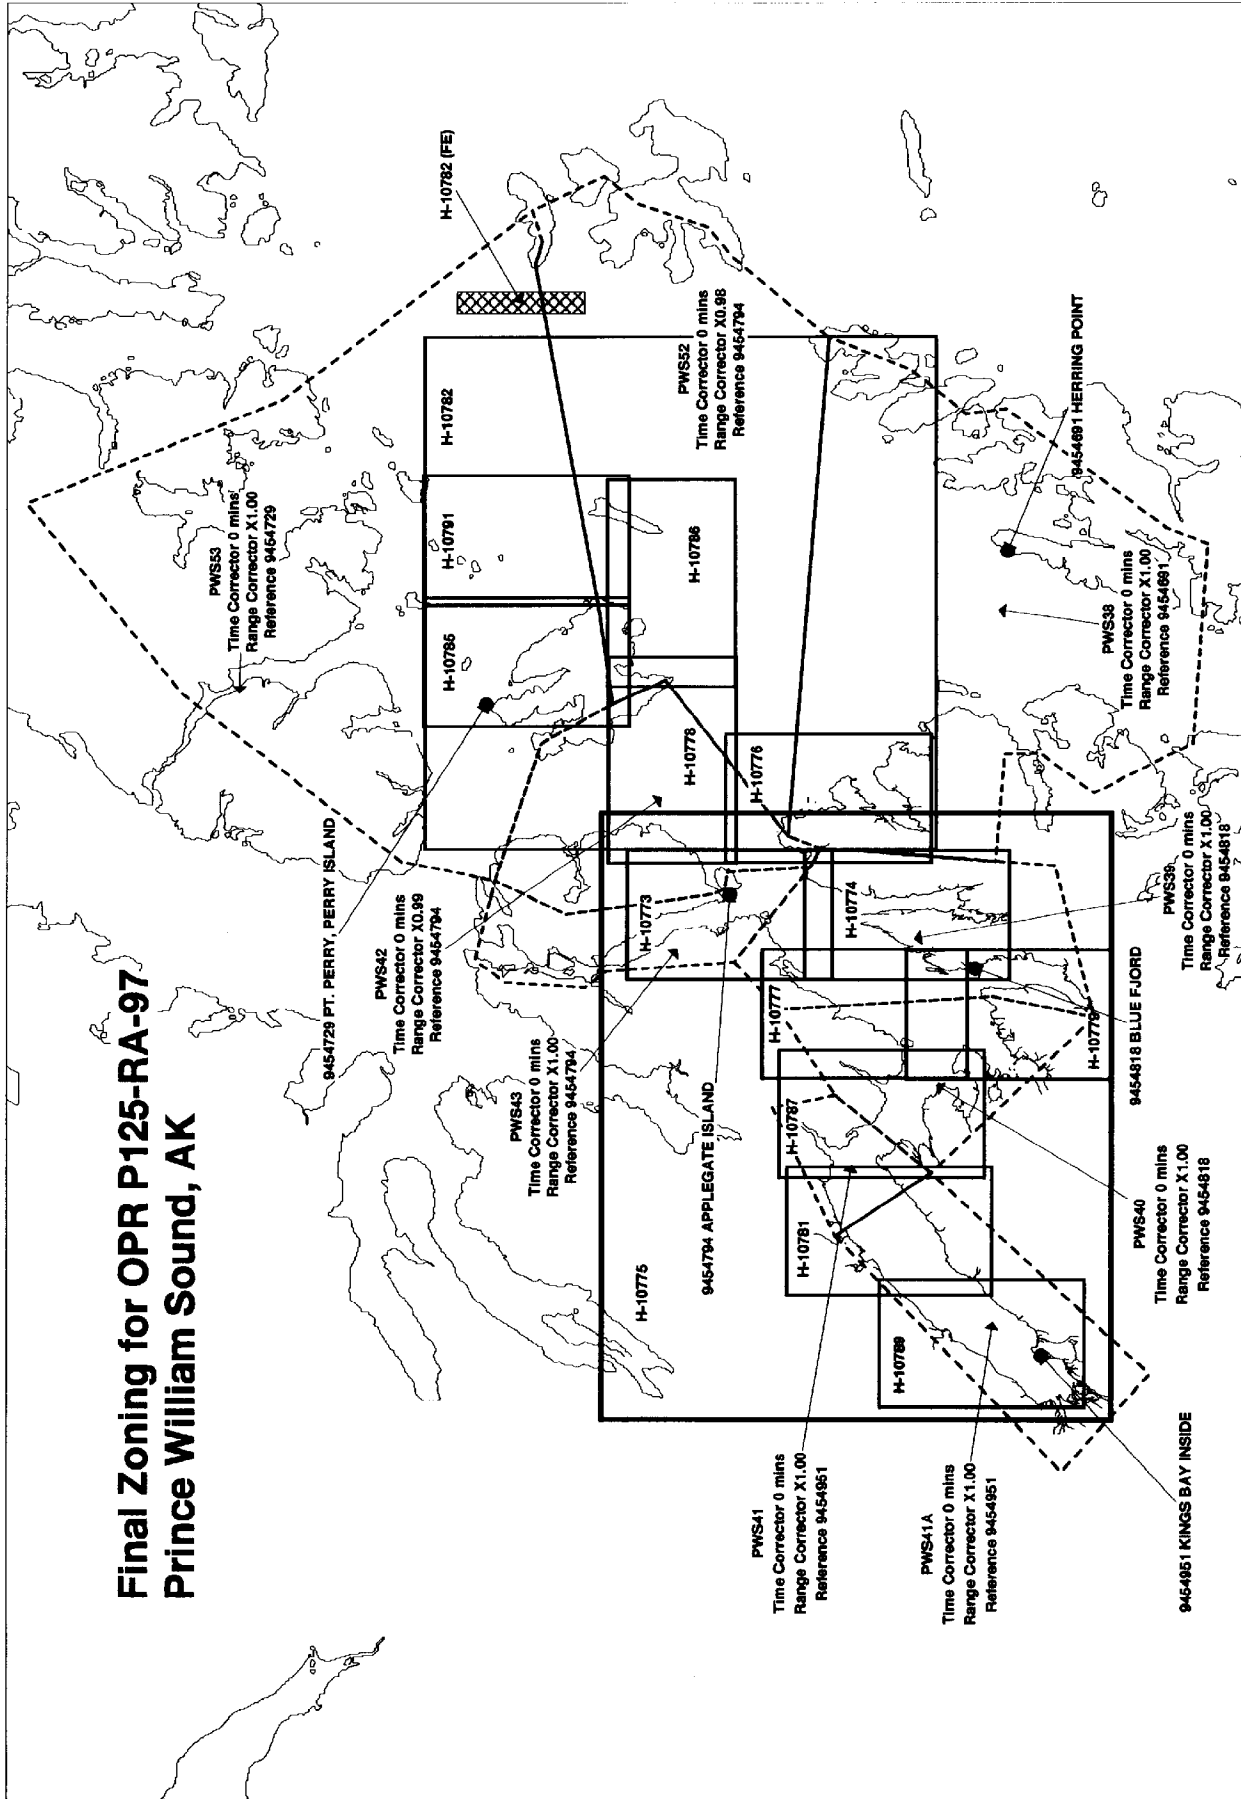 Final Zoning for OPR P125-RA-97
Prince William Sound, AK
H-10782 (FE)
PWS53
Time Corrector 0 mins
Range Corrector X1.00
Reference 9454729
H-10782
H-10791
H-10785
9454729 PT. PERRY, PERRY ISLAND
PWS52
Time Corrector 0 mins
Range Corrector X0.98
Reference 9454794
H-10786
PWS42
Time Corrector 0 mins
Range Corrector X0.99
Reference 9454794
H-10778
H-10776
9454691 HERRING POINT
PWS38
Time Corrector 0 mins
Range Corrector X1.00
Reference 9454691
PWS43
Time Corrector 0 mins
Range Corrector X1.00
Reference 9454794
H-10773
H-10774
9454794 APPLEGATE ISLAND
H-10777
H-10779
PWS39
Time Corrector 0 mins
Range Corrector X1.00
Reference 9454818
9454818 BLUE FJORD
H-10775
H-10787
H-10781
H-10789
PWS40
Time Corrector 0 mins
Range Corrector X1.00
Reference 9454818
PWS41
Time Corrector 0 mins
Range Corrector X1.00
Reference 9454951
PWS41A
Time Corrector 0 mins
Range Corrector X1.00
Reference 9454951
9454951 KINGS BAY INSIDE